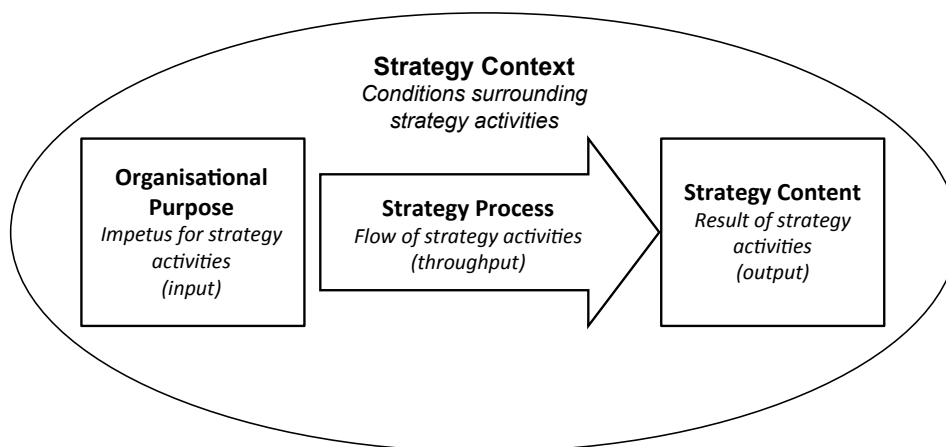 Strategy Context
Conditions surrounding
strategy activities
Organisational
Purpose
Impetus for strategy
activities
(input)
Strategy Process
Flow of strategy activities
(throughput)
Strategy Content
Result of strategy
activities
(output)